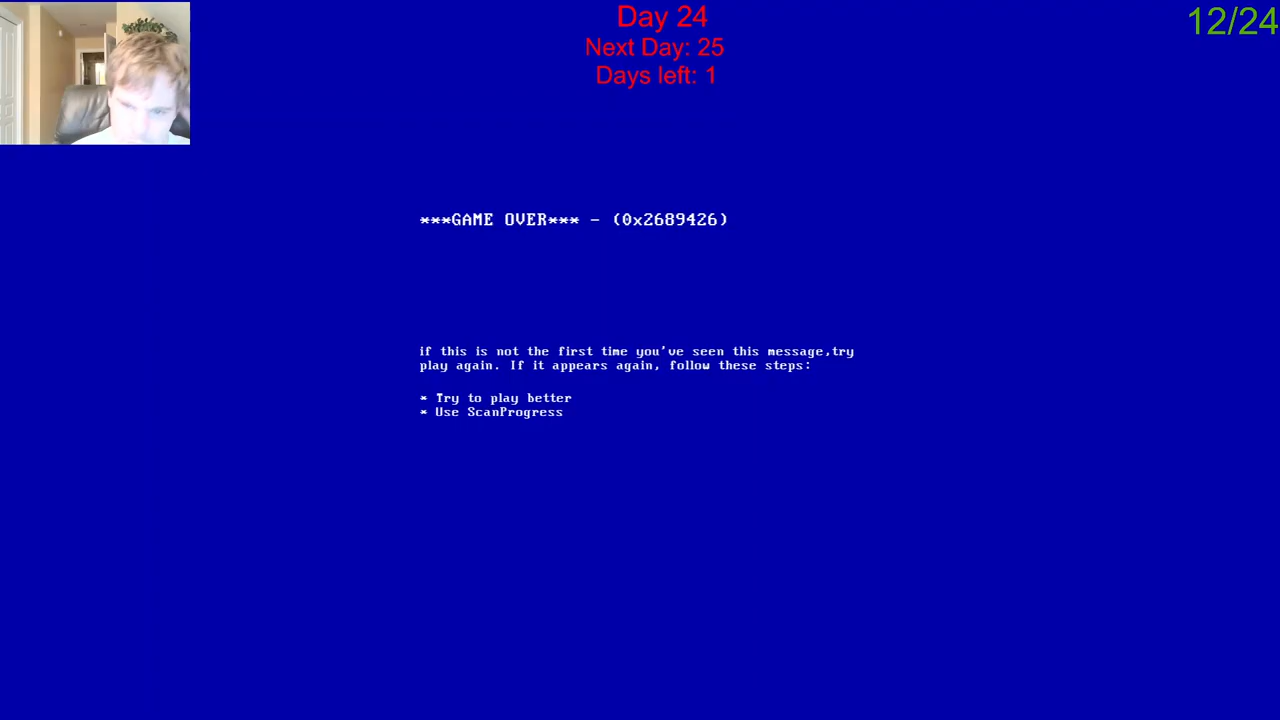 Day 24
Next Day: 25
Days left: 1
12/24
***GAME OVER*** - (0x2689426)
if this is not the first time you've seen this message,try
play again. If it appears again, follow these steps:
* Try to play better
* Use ScanProgress